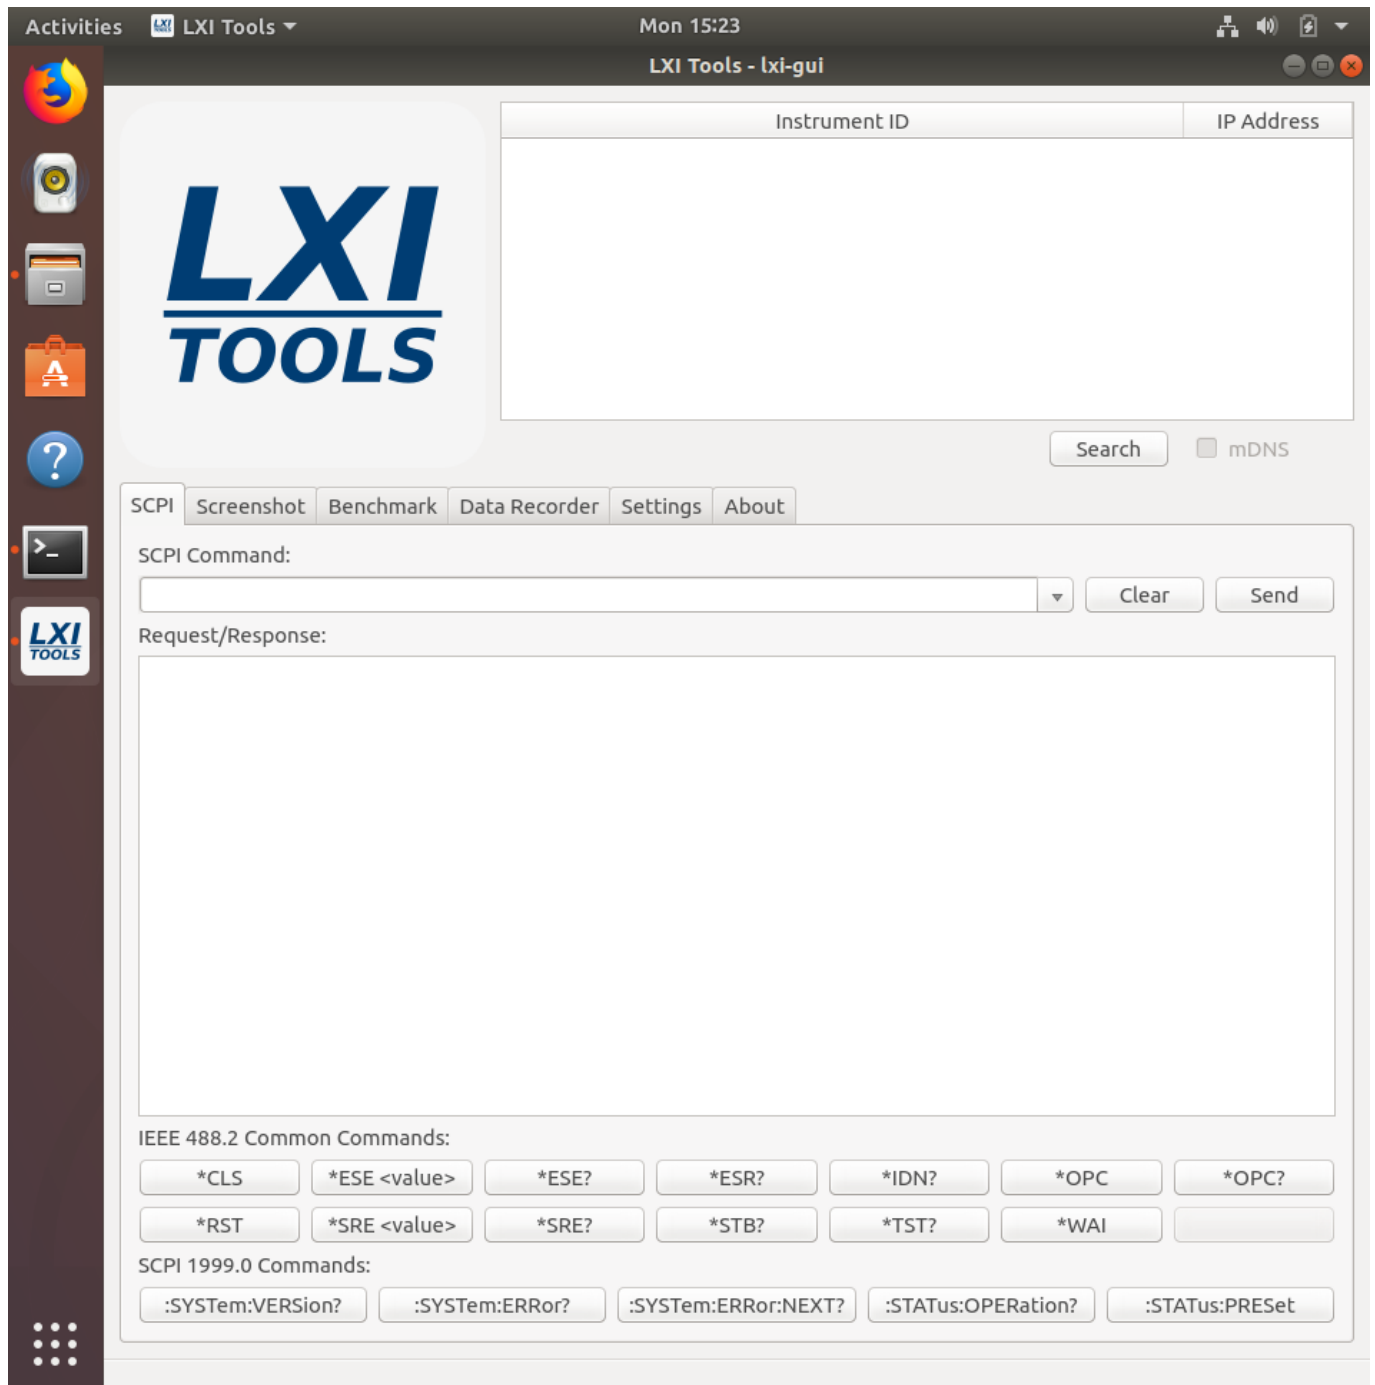 Activities LXI Tools Mon 15:23
LXI Tools - lxi-gui
Instrument ID IP Address
LXI
TOOLS
Search mDNS
SCPI Screenshot Benchmark Data Recorder Settings About
SCPI Command:
Clear Send
Request/Response:
LXI
TOOLS
IEEE 488.2 Common Commands:
*CLS *ESE <value> *ESE? *ESR? *IDN? *OPC *OPC?
*RST *SRE <value> *SRE? *STB? *TST? *WAI
SCPI 1999.0 Commands:
:SYSTem:VERSion? :SYSTem:ERRor? :SYSTem:ERRor:NEXT? :STATus:OPERation? :STATus:PRESet